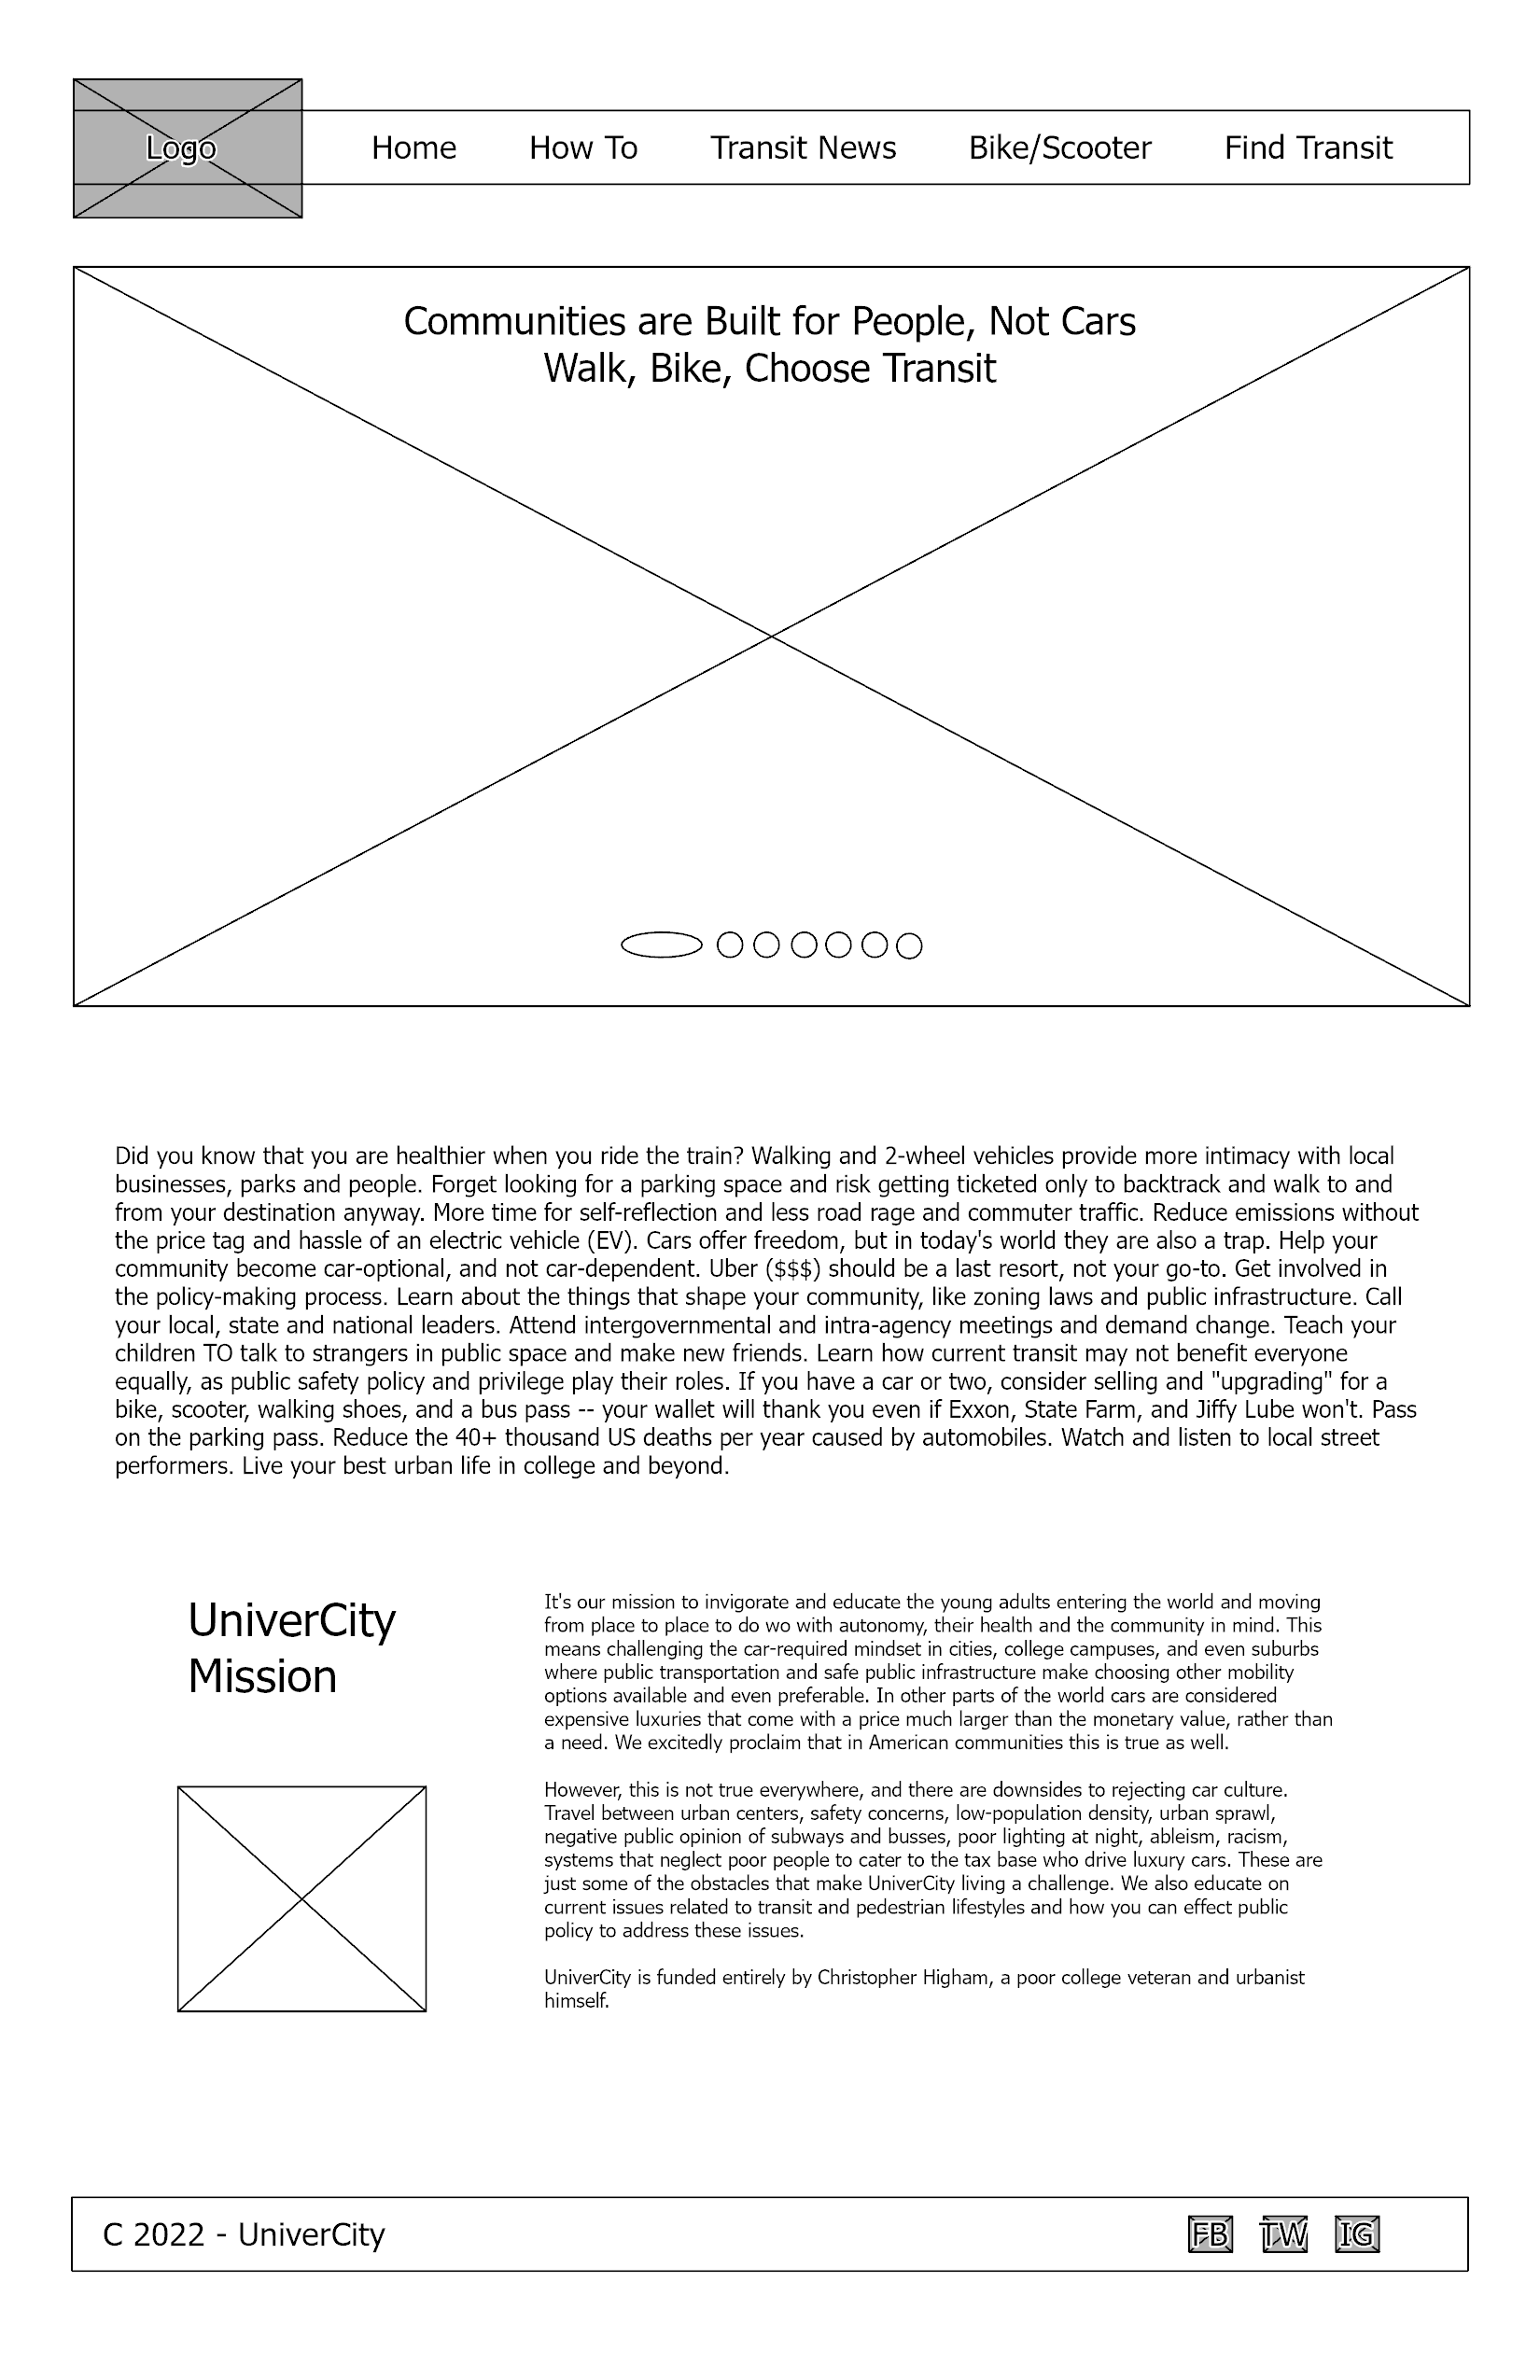 Logo
Home How To Transit News Bike/Scooter Find Transit
Communities are Built for People, Not Cars
Walk, Bike, Choose Transit
Did you know that you are healthier when you ride the train? Walking and 2-wheel vehicles provide more intimacy with local
businesses, parks and people. Forget looking for a parking space and risk getting ticketed only to backtrack and walk to and
from your destination anyway. More time for self-reflection and less road rage and commuter traffic. Reduce emissions without
the price tag and hassle of an electric vehicle (EV). Cars offer freedom, but in today's world they are also a trap. Help your
community become car-optional, and not car-dependent. Uber ($$$) should be a last resort, not your go-to. Get involved in
the policy-making process. Learn about the things that shape your community, like zoning laws and public infrastructure. Call
your local, state and national leaders. Attend intergovernmental and intra-agency meetings and demand change. Teach your
children TO talk to strangers in public space and make new friends. Learn how current transit may not benefit everyone
equally, as public safety policy and privilege play their roles. If you have a car or two, consider selling and "upgrading" for a
bike, scooter, walking shoes, and a bus pass -- your wallet will thank you even if Exxon, State Farm, and Jiffy Lube won't. Pass
on the parking pass. Reduce the 40+ thousand US deaths per year caused by automobiles. Watch and listen to local street
performers. Live your best urban life in college and beyond.
UniverCity
Mission
It's our mission to invigorate and educate the young adults entering the world and moving
from place to place to do wo with autonomy, their health and the community in mind. This
means challenging the car-required mindset in cities, college campuses, and even suburbs
where public transportation and safe public infrastructure make choosing other mobility
options available and even preferable. In other parts of the world cars are considered
expensive luxuries that come with a price much larger than the monetary value, rather than
a need. We excitedly proclaim that in American communities this is true as well.
However, this is not true everywhere, and there are downsides to rejecting car culture.
Travel between urban centers, safety concerns, low-population density, urban sprawl,
negative public opinion of subways and busses, poor lighting at night, ableism, racism,
systems that neglect poor people to cater to the tax base who drive luxury cars. These are
just some of the obstacles that make UniverCity living a challenge. We also educate on
current issues related to transit and pedestrian lifestyles and how you can effect public
policy to address these issues.
UniverCity is funded entirely by Christopher Higham, a poor college veteran and urbanist
himself.
C 2022 - UniverCity FB TW IG